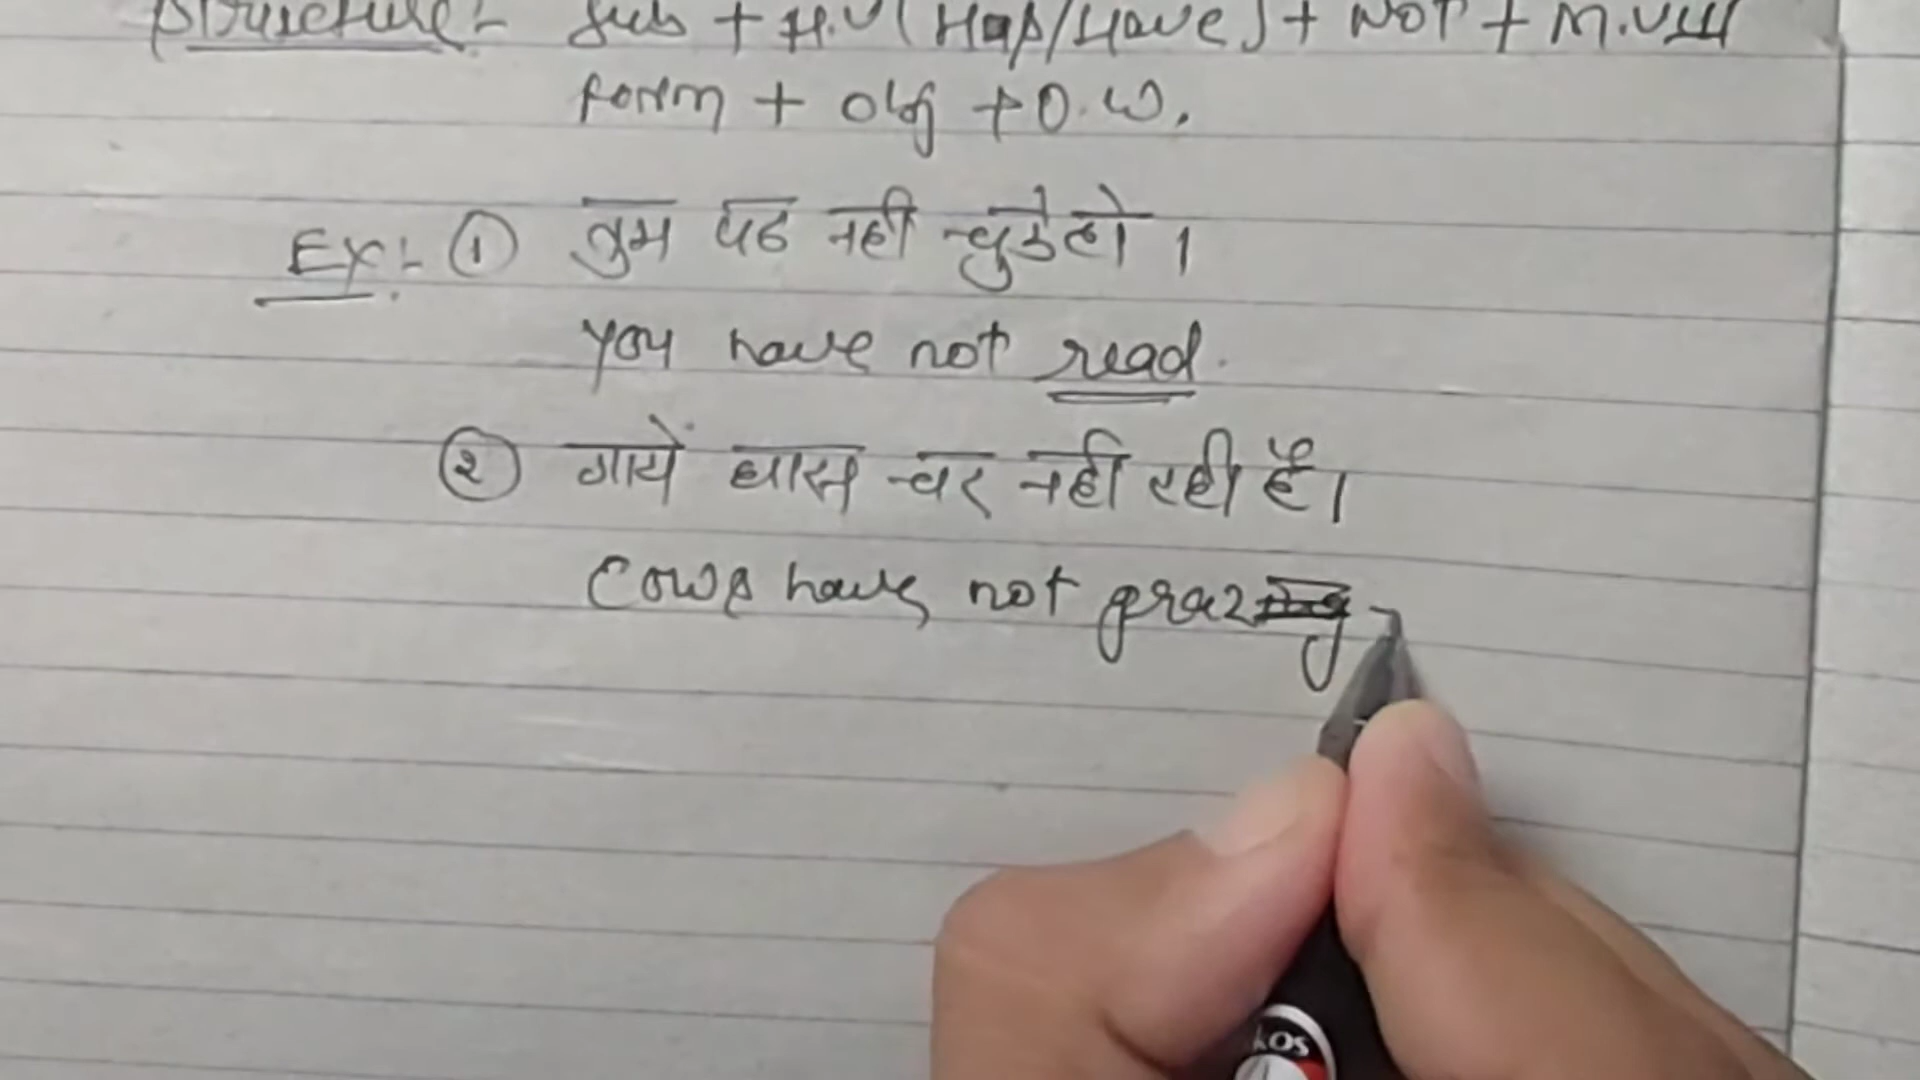 Structure:- Sub + H.V (Has/Have) + NOT + M.V III
form + obj + O.W.
Ex:- ① तुम पढ नही चुके हो ।
You have not read.
② गाये घास चर नही रही है।
Cows have not graz
kos